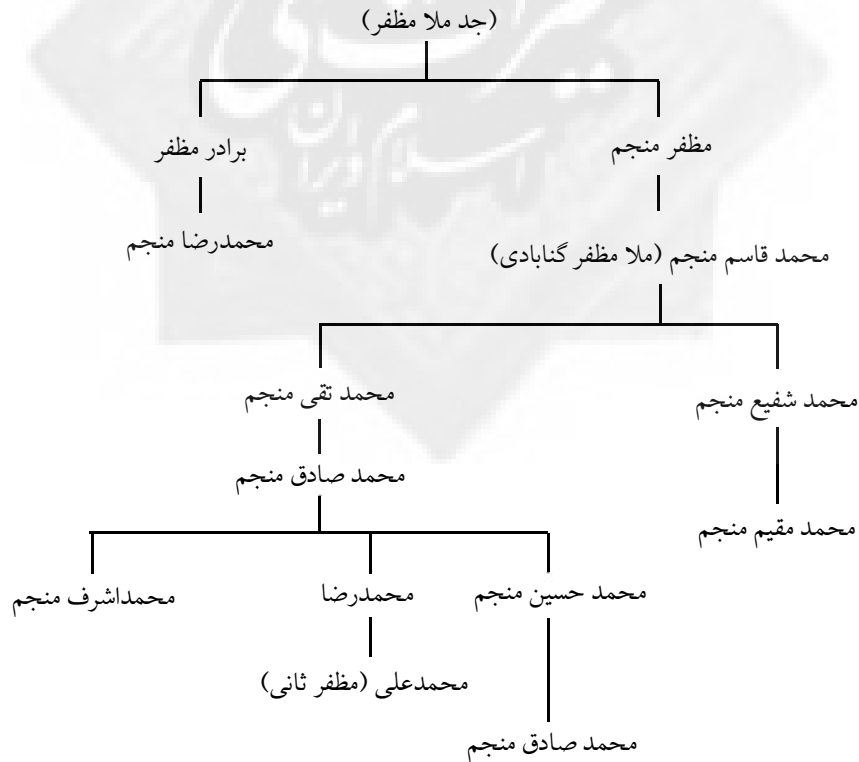 (جد ملا مظفر)
مظفر منجم
برادر مظفر
محمد قاسم منجم (ملا مظفر گنابادی)
محمدرضا منجم
محمد شفیع منجم
محمد تقی منجم
محمد صادق منجم
محمد مقیم منجم
محمد حسین منجم
محمدرضا
محمداشرف منجم
محمدعلی (مظفر ثانی)
محمد صادق منجم